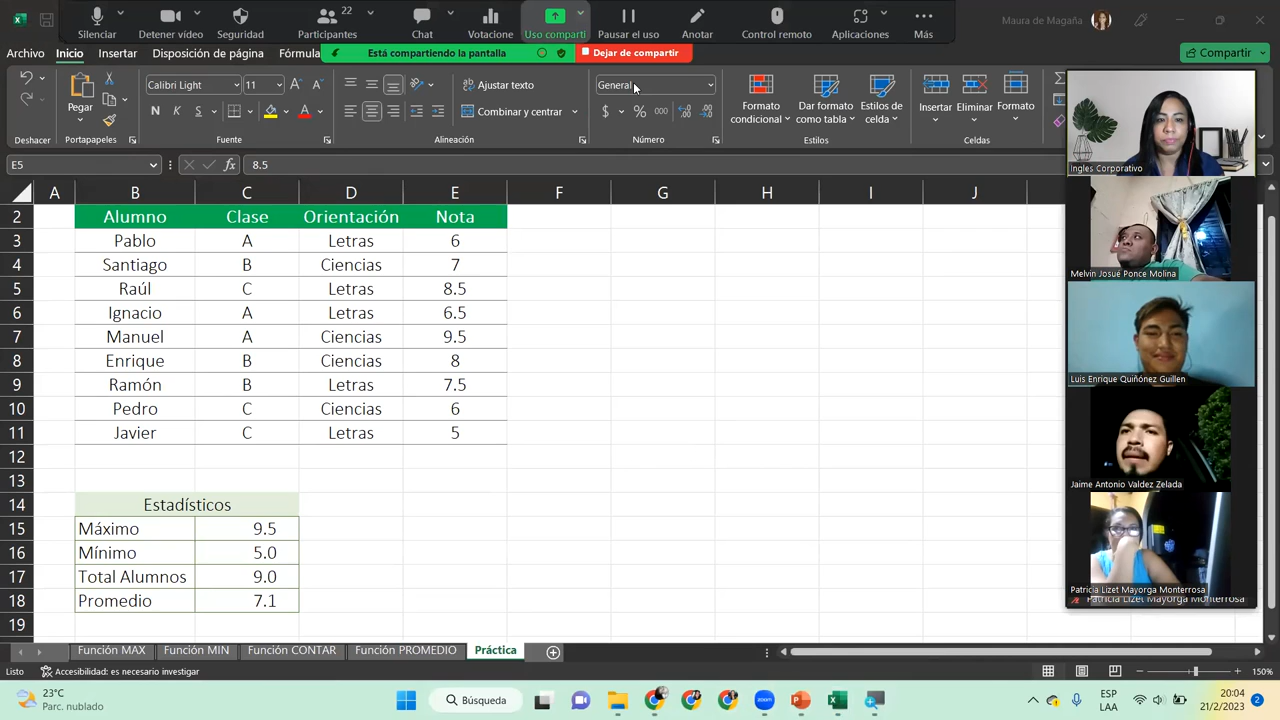 22
Silenciar
Detener video
Seguridad
Participantes
Chat
Votacione
Uso comparti
Pausar el uso
Anotar
Control remoto
Aplicaciones
Más
Maura de Magaña
Archivo
Inicio
Insertar
Disposición de página
Fórmula
Está compartiendo la pantalla
Dejar de compartir
Compartir
Pegar
Calibri Light
11
N K S
Ajustar texto
Combinar y centrar
General
$ % 000
Formato condicional
Dar formato como tabla
Estilos de celda
Insertar
Eliminar
Formato
Deshacer
Portapapeles
Fuente
Alineación
Número
Estilos
Celdas
E5
fx
8.5
A B C D E F G H I J
2 Alumno Clase Orientación Nota
3 Pablo A Letras 6
4 Santiago B Ciencias 7
5 Raúl C Letras 8.5
6 Ignacio A Letras 6.5
7 Manuel A Ciencias 9.5
8 Enrique B Ciencias 8
9 Ramón B Letras 7.5
10 Pedro C Ciencias 6
11 Javier C Letras 5
12
13
14 Estadísticos
15 Máximo 9.5
16 Mínimo 5.0
17 Total Alumnos 9.0
18 Promedio 7.1
19
Ingles Corporativo
Melvin Josué Ponce Molina
Luis Enrique Quiñónez Guillen
Jaime Antonio Valdez Zelada
Patricia Lizet Mayorga Monterrosa
Patricia Lizet Mayorga Monterrosa
Función MAX
Función MIN
Función CONTAR
Función PROMEDIO
Práctica
Listo
Accesibilidad: es necesario investigar
150%
23°C
Parc. nublado
Búsqueda
zoom
ESP
LAA
20:04
21/2/2023
2